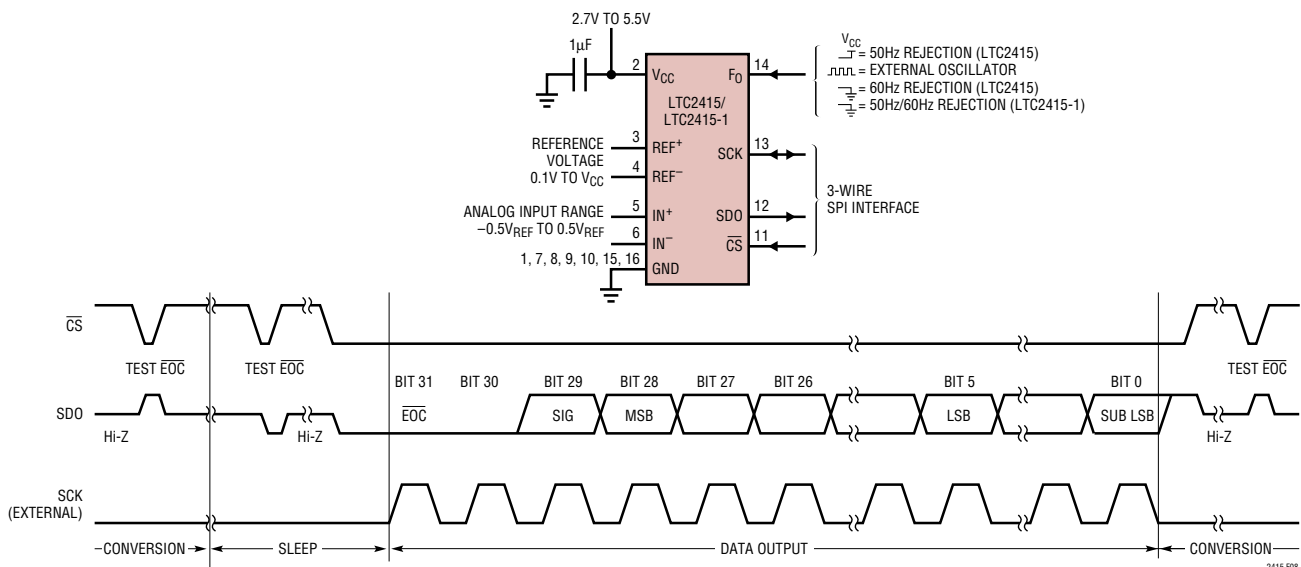 2.7V TO 5.5V
1µF
2
VCC
FO
14
LTC2415/
LTC2415-1
VCC
= 50Hz REJECTION (LTC2415)
= EXTERNAL OSCILLATOR
= 60Hz REJECTION (LTC2415)
= 50Hz/60Hz REJECTION (LTC2415-1)
REFERENCE
VOLTAGE
0.1V TO VCC
3
REF+
4
REF−
SCK
13
ANALOG INPUT RANGE
−0.5VREF TO 0.5VREF
5
IN+
6
IN−
SDO
12
CS
11
3-WIRE
SPI INTERFACE
1, 7, 8, 9, 10, 15, 16
GND
CS
TEST EOC
TEST EOC
TEST EOC
BIT 31
BIT 30
BIT 29
BIT 28
BIT 27
BIT 26
BIT 5
BIT 0
SDO
Hi-Z
Hi-Z
EOC
SIG
MSB
LSB
SUB LSB
Hi-Z
SCK
(EXTERNAL)
CONVERSION
SLEEP
DATA OUTPUT
CONVERSION
2415 F08